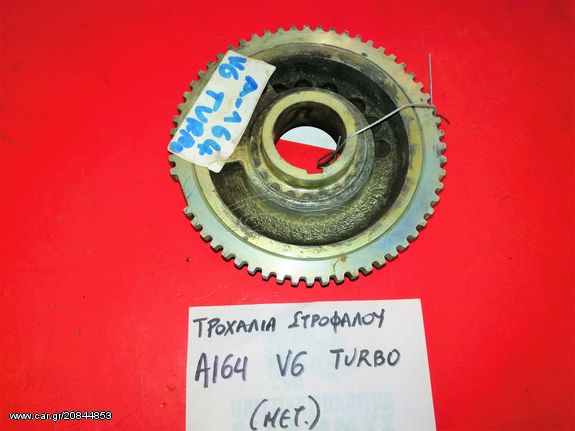 A-164
V6 TURBO
ΤΡΟΧΑΛΙΑ ΣΤΡΟΦΑΛΟΥ
A164 V6 TURBO
(ΜΕΤ.)
www.car.gr/20844853